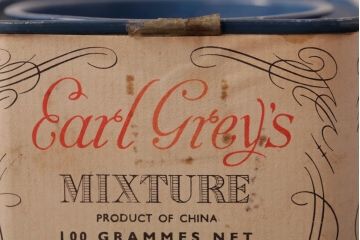 Earl Grey's
MIXTURE
PRODUCT OF CHINA
100 GRAMMES NET